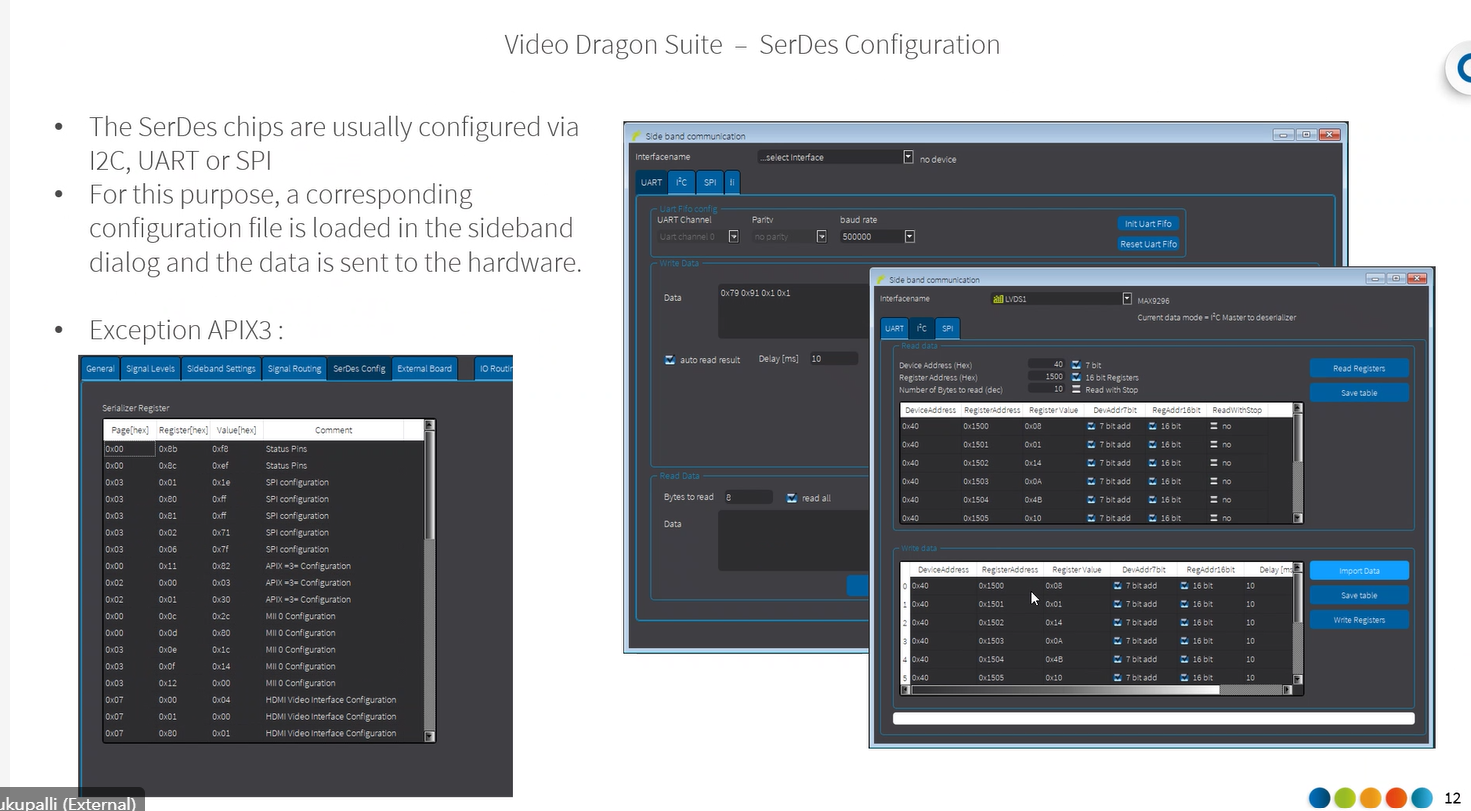 Video Dragon Suite – SerDes Configuration
• The SerDes chips are usually configured via
I2C, UART or SPI
• For this purpose, a corresponding
configuration file is loaded in the sideband
dialog and the data is sent to the hardware.
• Exception APIX3 :
General Signal Levels Sideband Settings Signal Routing SerDes Config External Board IO Routin
Serializer Register
Page[hex] Register[hex] Value[hex] Comment
0x00 0x8b 0xf8 Status Pins
0x00 0x8c 0xef Status Pins
0x03 0x01 0x1e SPI configuration
0x03 0x80 0xff SPI configuration
0x03 0x81 0xff SPI configuration
0x03 0x02 0x71 SPI configuration
0x03 0x06 0x7f SPI configuration
0x00 0x11 0x82 APIX =3= Configuration
0x02 0x00 0x03 APIX =3= Configuration
0x02 0x01 0x30 APIX =3= Configuration
0x00 0x0c 0x2c MII 0 Configuration
0x00 0x0d 0x80 MII 0 Configuration
0x03 0x0e 0x1c MII 0 Configuration
0x03 0x0f 0x14 MII 0 Configuration
0x03 0x12 0x00 MII 0 Configuration
0x07 0x00 0x04 HDMI Video Interface Configuration
0x07 0x01 0x00 HDMI Video Interface Configuration
0x07 0x80 0x01 HDMI Video Interface Configuration
Side band communication
Interfacename ...select Interface no device
UART I²C SPI
Uart Fifo config
UART Channel Parity baud rate
Uart channel 0 no parity 500000
Init Uart Fifo
Reset Uart Fifo
Write Data
Data 0x79 0x91 0x1 0x1
auto read result Delay [ms] 10
Read Data
Bytes to read 8 read all
Data
Side band communication
Interfacename LVDS1 MAX9296
Current data mode = I²C Master to deserializer
UART I²C SPI
Read data
Device Address (Hex) 40 7 bit
Register Address (Hex) 1500 16 bit Registers
Number of Bytes to read (dec) 10 Read with Stop
Read Registers
Save table
DeviceAddress RegisterAddress Register Value DevAddr7bit RegAddr16bit ReadWithStop
0x40 0x1500 0x08 7 bit add 16 bit no
0x40 0x1501 0x01 7 bit add 16 bit no
0x40 0x1502 0x14 7 bit add 16 bit no
0x40 0x1503 0x0A 7 bit add 16 bit no
0x40 0x1504 0x4B 7 bit add 16 bit no
0x40 0x1505 0x10 7 bit add 16 bit no
Write data
DeviceAddress RegisterAddress Register Value DevAddr7bit RegAddr16bit Delay [ms
0 0x40 0x1500 0x08 7 bit add 16 bit 10
1 0x40 0x1501 0x01 7 bit add 16 bit 10
2 0x40 0x1502 0x14 7 bit add 16 bit 10
3 0x40 0x1503 0x0A 7 bit add 16 bit 10
4 0x40 0x1504 0x4B 7 bit add 16 bit 10
5 0x40 0x1505 0x10 7 bit add 16 bit 10
Import Data
Save table
Write Registers
ukupalli (External)
12